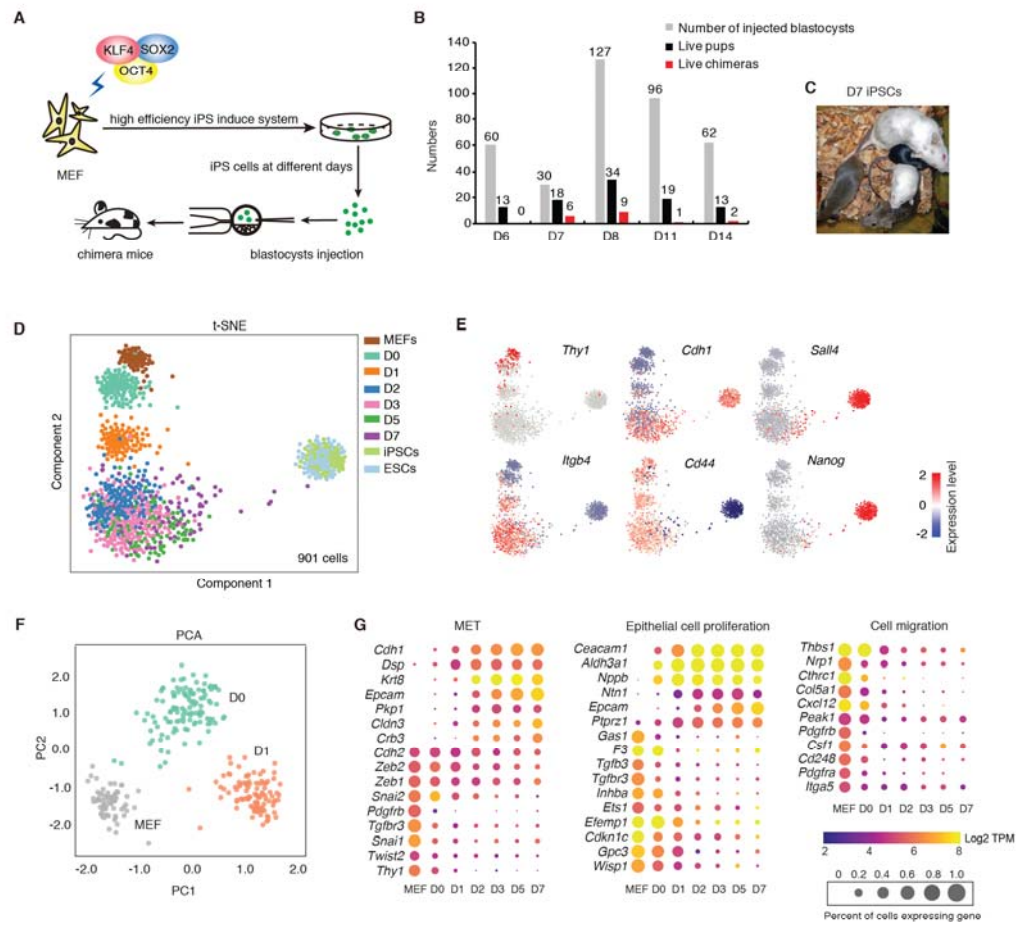 A
KLF4
SOX2
OCT4
high efficiency iPS induce system
MEF
iPS cells at different days
chimera mice
blastocysts injection
B
Number of injected blastocysts
Live pups
Live chimeras
Numbers
140
120
100
80
60
40
20
0
60
13
0
30
18
6
127
34
9
96
19
1
62
13
2
D6
D7
D8
D11
D14
C
D7 iPSCs
D
t-SNE
Component 2
Component 1
MEFs
D0
D1
D2
D3
D5
D7
iPSCs
ESCs
901 cells
E
Thy1
Cdh1
Sall4
Itgb4
Cd44
Nanog
2
0
-2
Expression level
F
PCA
PC2
2.0
1.0
0.0
-1.0
-2.0
D0
D1
MEF
-2.0 -1.0 0.0 1.0 2.0
PC1
G
MET
Cdh1
Dsp
Krt8
Epcam
Pkp1
Cldn3
Crb3
Cdh2
Zeb2
Zeb1
Snai2
Pdgfrb
Tgfbr3
Snai1
Twist2
Thy1
MEF D0 D1 D2 D3 D5 D7
Epithelial cell proliferation
Ceacam1
Aldh3a1
Nppb
Ntn1
Epcam
Ptprz1
Gas1
F3
Tgfb3
Tgfbr3
Inhba
Ets1
Efemp1
Cdkn1c
Gpc3
Wisp1
MEF D0 D1 D2 D3 D5 D7
Cell migration
Thbs1
Nrp1
Cthrc1
Col5a1
Cxcl12
Peak1
Pdgfrb
Csf1
Cd248
Pdgfra
Itga5
MEF D0 D1 D2 D3 D5 D7
Log2 TPM
2 4 6 8
0 0.2 0.4 0.6 0.8 1.0
Percent of cells expressing gene